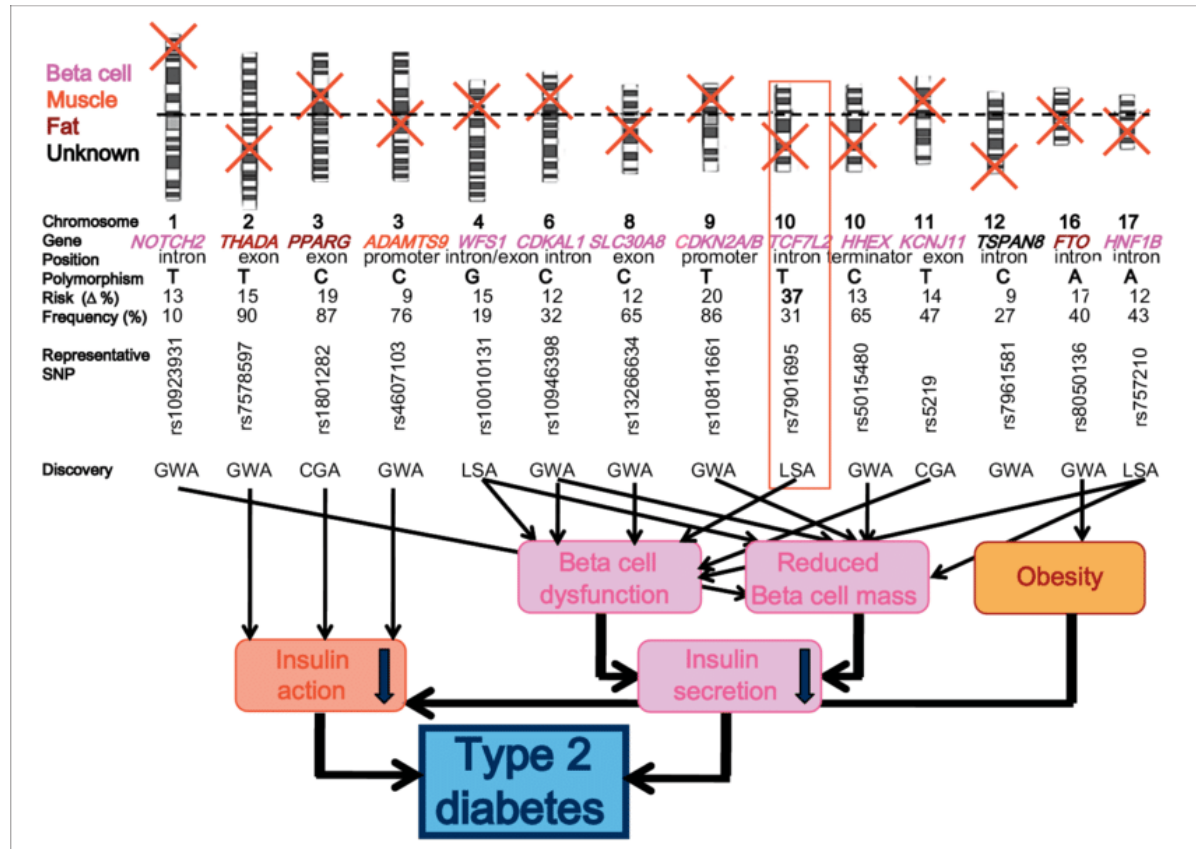 Beta cell
Muscle
Fat
Unknown
Chromosome 1 2 3 3 4 6 8 9 10 10 11 12 16 17
Gene NOTCH2 THADA PPARG ADAMTS9 WFS1 CDKAL1 SLC30A8 CDKN2A/B TCF7L2 HHEX KCNJ11 TSPAN8 FTO HNF1B
Position intron exon exon promoter intron/exon intron exon promoter intron terminator exon intron intron intron
Polymorphism T T C C G C C T T C T C A A
Risk (Δ %) 13 15 19 9 15 12 12 20 37 13 14 9 17 12
Frequency (%) 10 90 87 76 19 32 65 86 31 65 47 27 40 43
Representative
SNP
rs10923931
rs7578597
rs1801282
rs4607103
rs10010131
rs10946398
rs13266634
rs10811661
rs7901695
rs5015480
rs5219
rs7961581
rs8050136
rs757210
Discovery GWA GWA CGA GWA LSA GWA GWA GWA LSA GWA CGA GWA GWA LSA
Beta cell
dysfunction
Reduced
Beta cell mass
Obesity
Insulin
action
Insulin
secretion
Type 2
diabetes